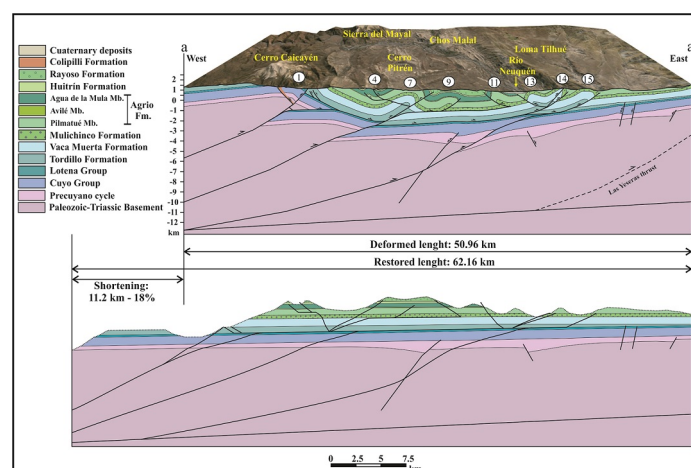 Cuaternary deposits
Colipilli Formation
Rayoso Formation
Huitrín Formation
Agua de la Mula Mb.
Avilé Mb.
Pilmatué Mb.
Agrio
Fm.
Mulichinco Formation
Vaca Muerta Formation
Tordillo Formation
Lotena Group
Cuyo Group
Precuyano cycle
Paleozoic-Triassic Basement
a
West
Sierra del Mayal
Cerro Caicayén
Cerro
Pitrén
Chos Malal
Loma Tilhué
Río
Neuquén
a
East
1
4
7
9
11
13
14
15
2
1
0
-1
-2
-3
-4
-5
-6
-7
-8
-9
-10
-11
-12
km
Las Yeseras thrust
Deformed lenght: 50.96 km
Restored lenght: 62.16 km
Shortening:
11.2 km - 18%
0 2.5 5 7.5
km